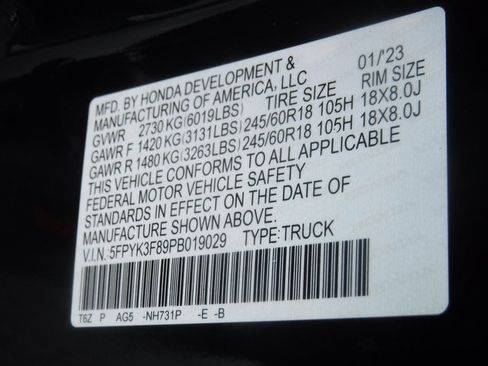 MFD. BY HONDA DEVELOPMENT & 01/'23
MANUFACTURING OF AMERICA, LLC
GVWR 2730 KG(6019LBS) TIRE SIZE RIM SIZE
GAWR F 1420 KG(3131LBS) 245/60R18 105H 18X8.0J
GAWR R 1480 KG(3263LBS) 245/60R18 105H 18X8.0J
THIS VEHICLE CONFORMS TO ALL APPLICABLE
FEDERAL MOTOR VEHICLE SAFETY
STANDARDS IN EFFECT ON THE DATE OF
MANUFACTURE SHOWN ABOVE.
V.I.N.:5FPYK3F89PB019029 TYPE:TRUCK
T6Z P AG5 -NH731P -E -B